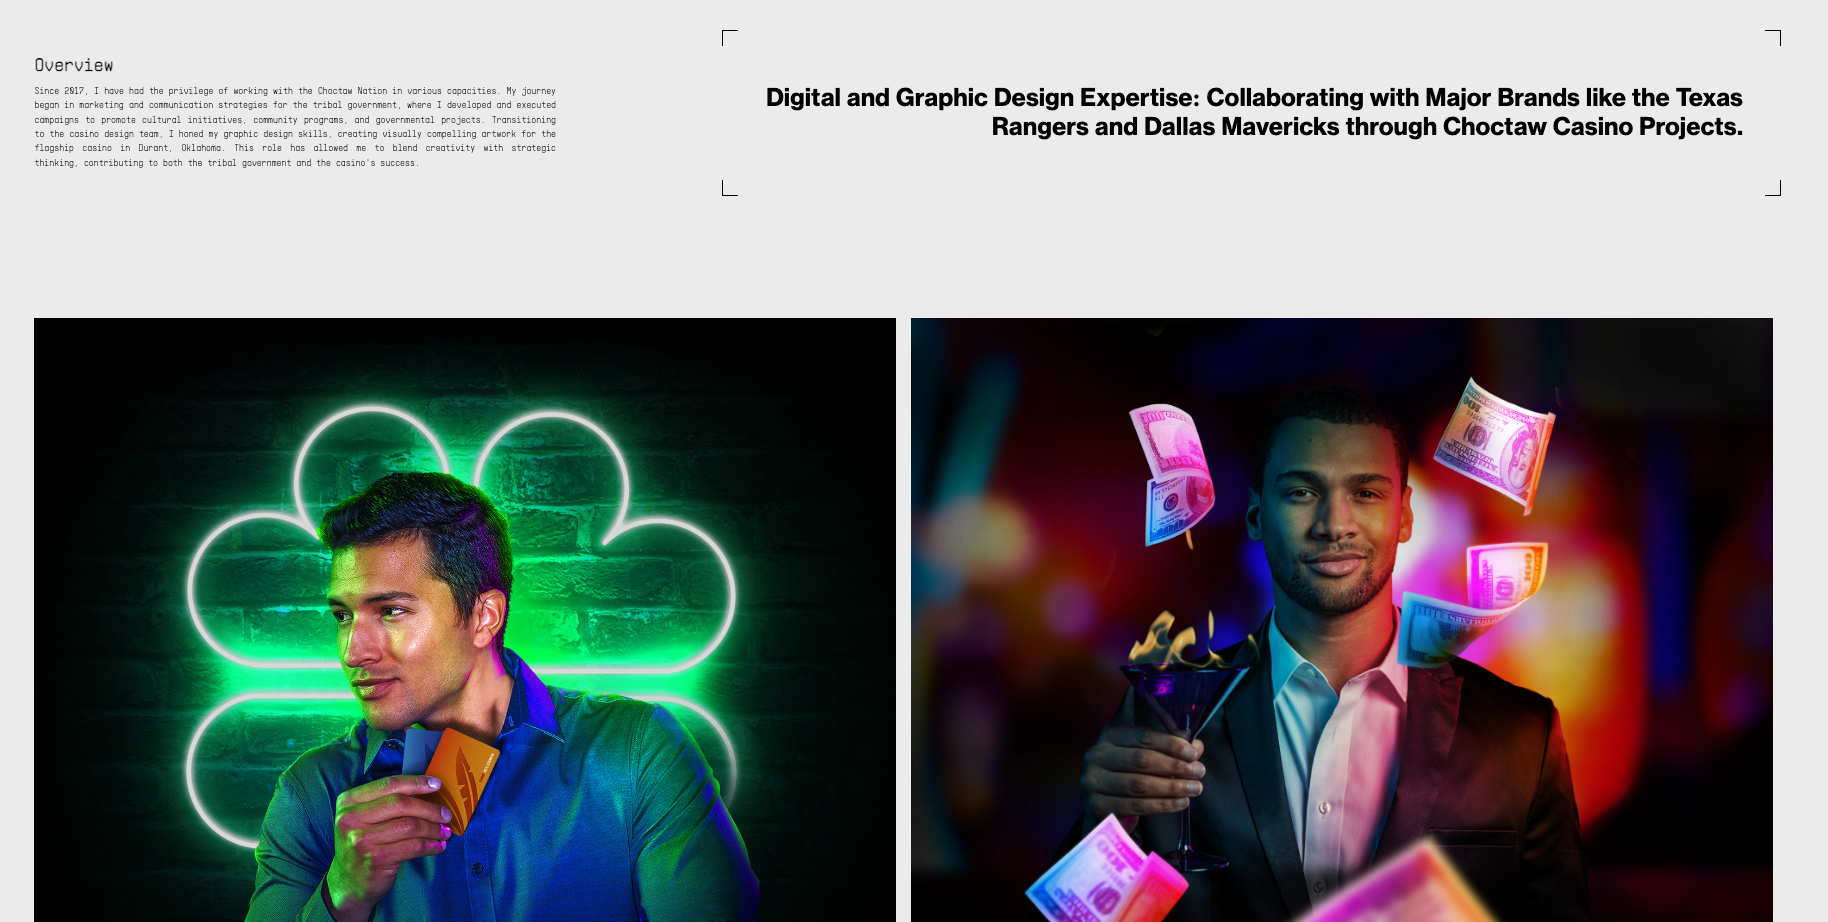 Overview
Since 2017, I have had the privilege of working with the Choctaw Nation in various capacities. My journey
began in marketing and communication strategies for the tribal government, where I developed and executed
campaigns to promote cultural initiatives, community programs, and governmental projects. Transitioning
to the casino design team, I honed my graphic design skills, creating visually compelling artwork for the
flagship casino in Durant, Oklahoma. This role has allowed me to blend creativity with strategic
thinking, contributing to both the tribal government and the casino's success.
Digital and Graphic Design Expertise: Collaborating with Major Brands like the Texas
Rangers and Dallas Mavericks through Choctaw Casino Projects.